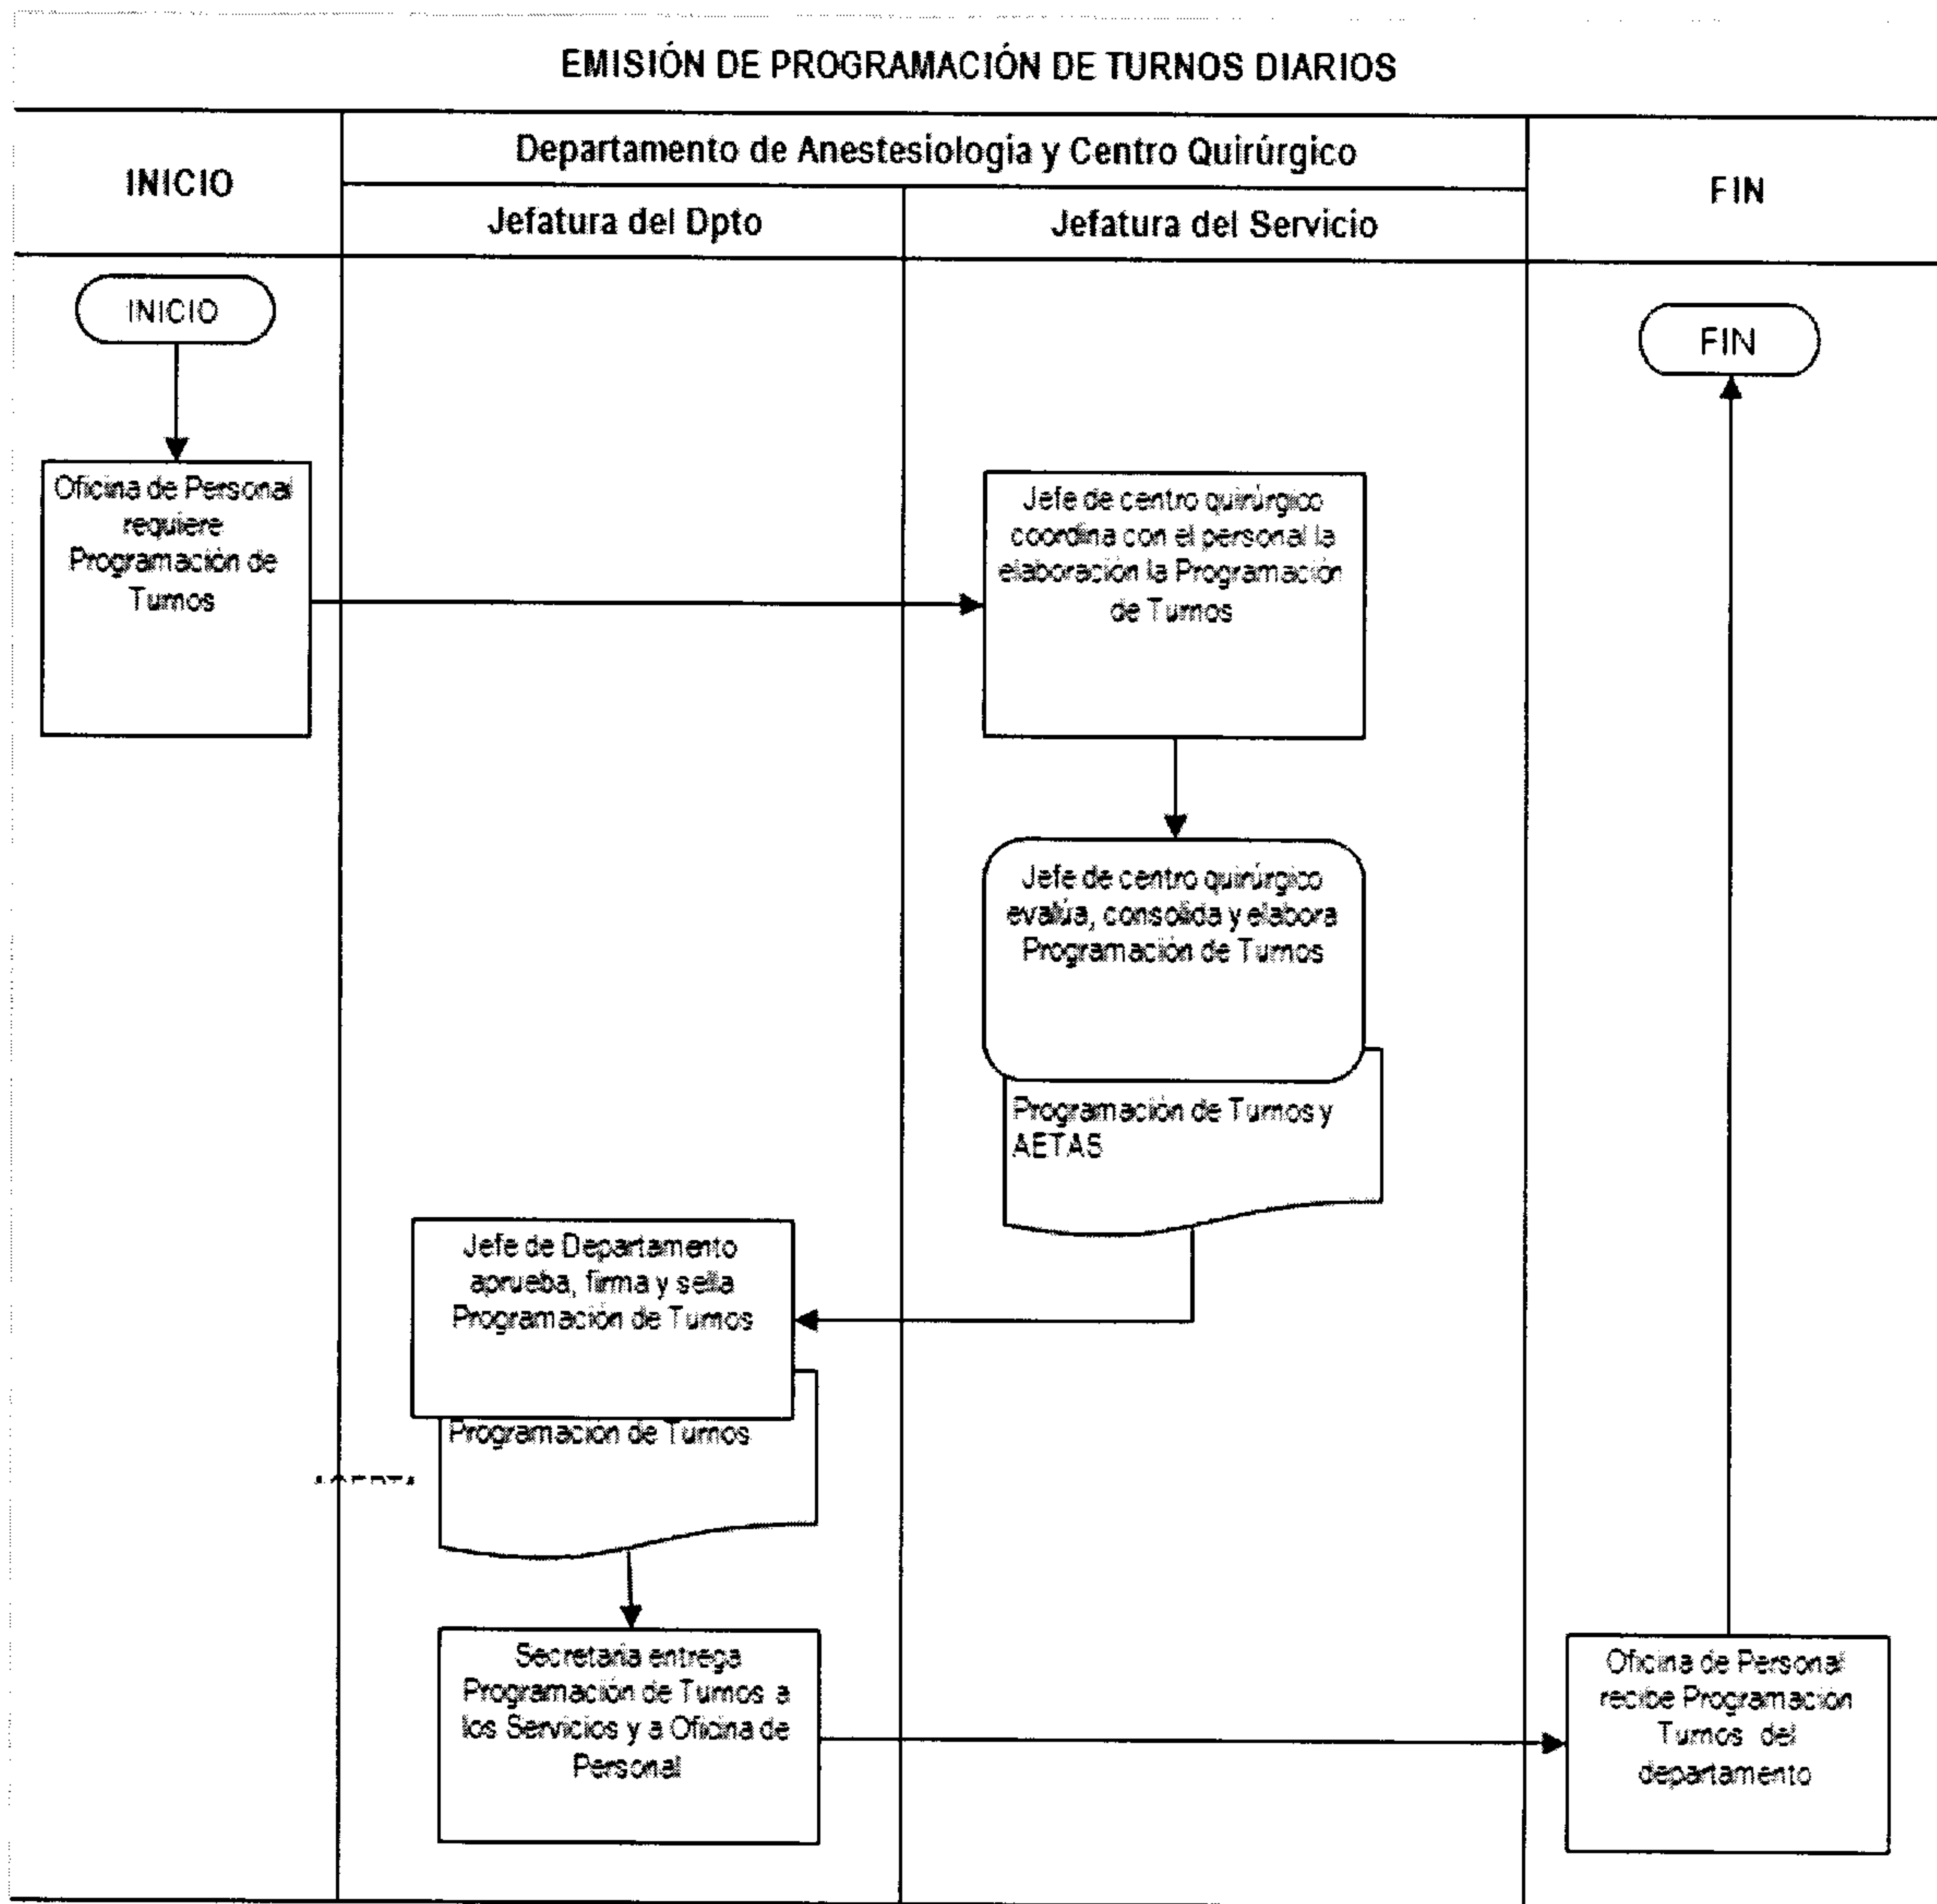 EMISIÓN DE PROGRAMACIÓN DE TURNOS DIARIOS
INICIO
Departamento de Anestesiología y Centro Quirúrgico
FIN
Jefatura del Dpto
Jefatura del Servicio
INICIO
FIN
Oficina de Personal
requiere
Programación de
Turnos
Jefe de centro quirúrgico
coordina con el personal la
elaboración la Programación
de Turnos
Jefe de centro quirúrgico
evalúa, consolida y elabora
Programación de Turnos
Programación de Turnos y
AETAS
Jefe de Departamento
aprueba, firma y sella
Programación de Turnos
Programación de Turnos
Secretaria entrega
Programación de Turnos a
los Servicios y a Oficina de
Personal
Oficina de Personal
recibe Programación
Turnos del
departamento